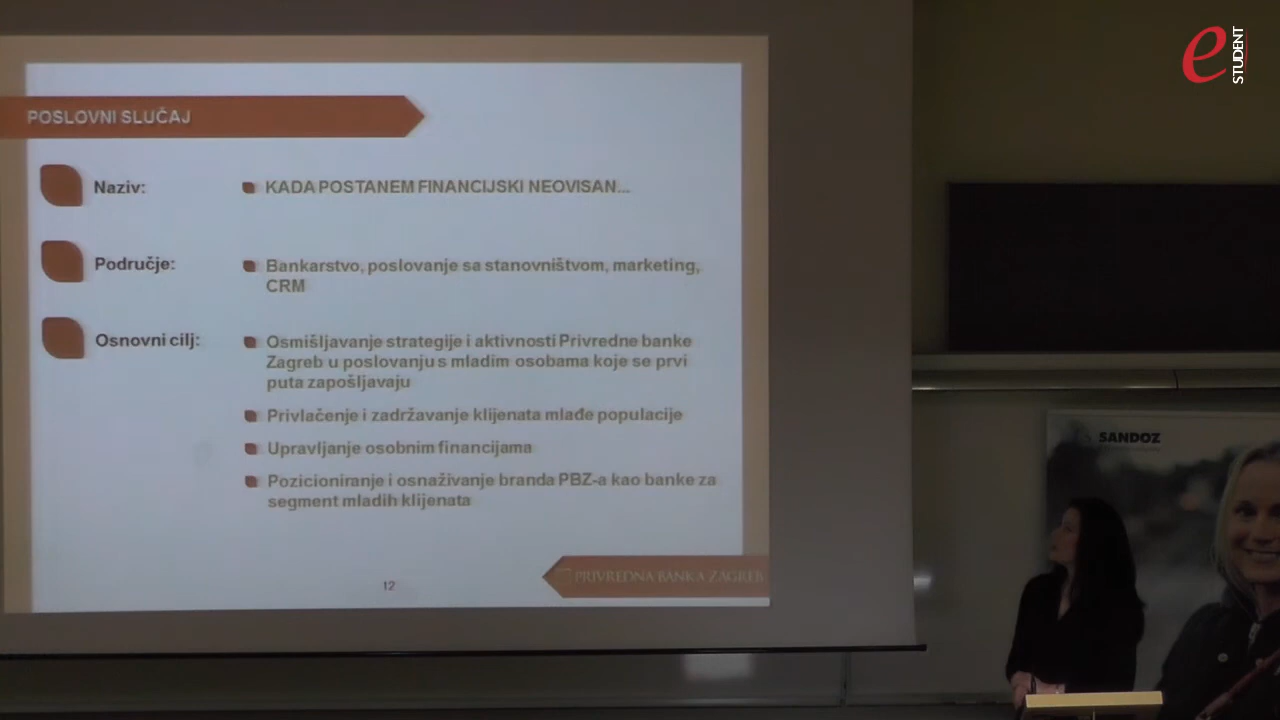 e STUDENT
POSLOVNI SLUČAJ
Naziv:
KADA POSTANEM FINANCIJSKI NEOVISAN...
Područje:
Bankarstvo, poslovanje sa stanovništvom, marketing,
CRM
Osnovni cilj:
Osmišljavanje strategije i aktivnosti Privredne banke
Zagreb u poslovanju s mladim osobama koje se prvi
puta zapošljavaju
Privlačenje i zadržavanje klijenata mlađe populacije
Upravljanje osobnim financijama
Pozicioniranje i osnaživanje branda PBZ-a kao banke za
segment mladih klijenata
12
PRIVREDNA BANKA ZAGREB
SANDOZ